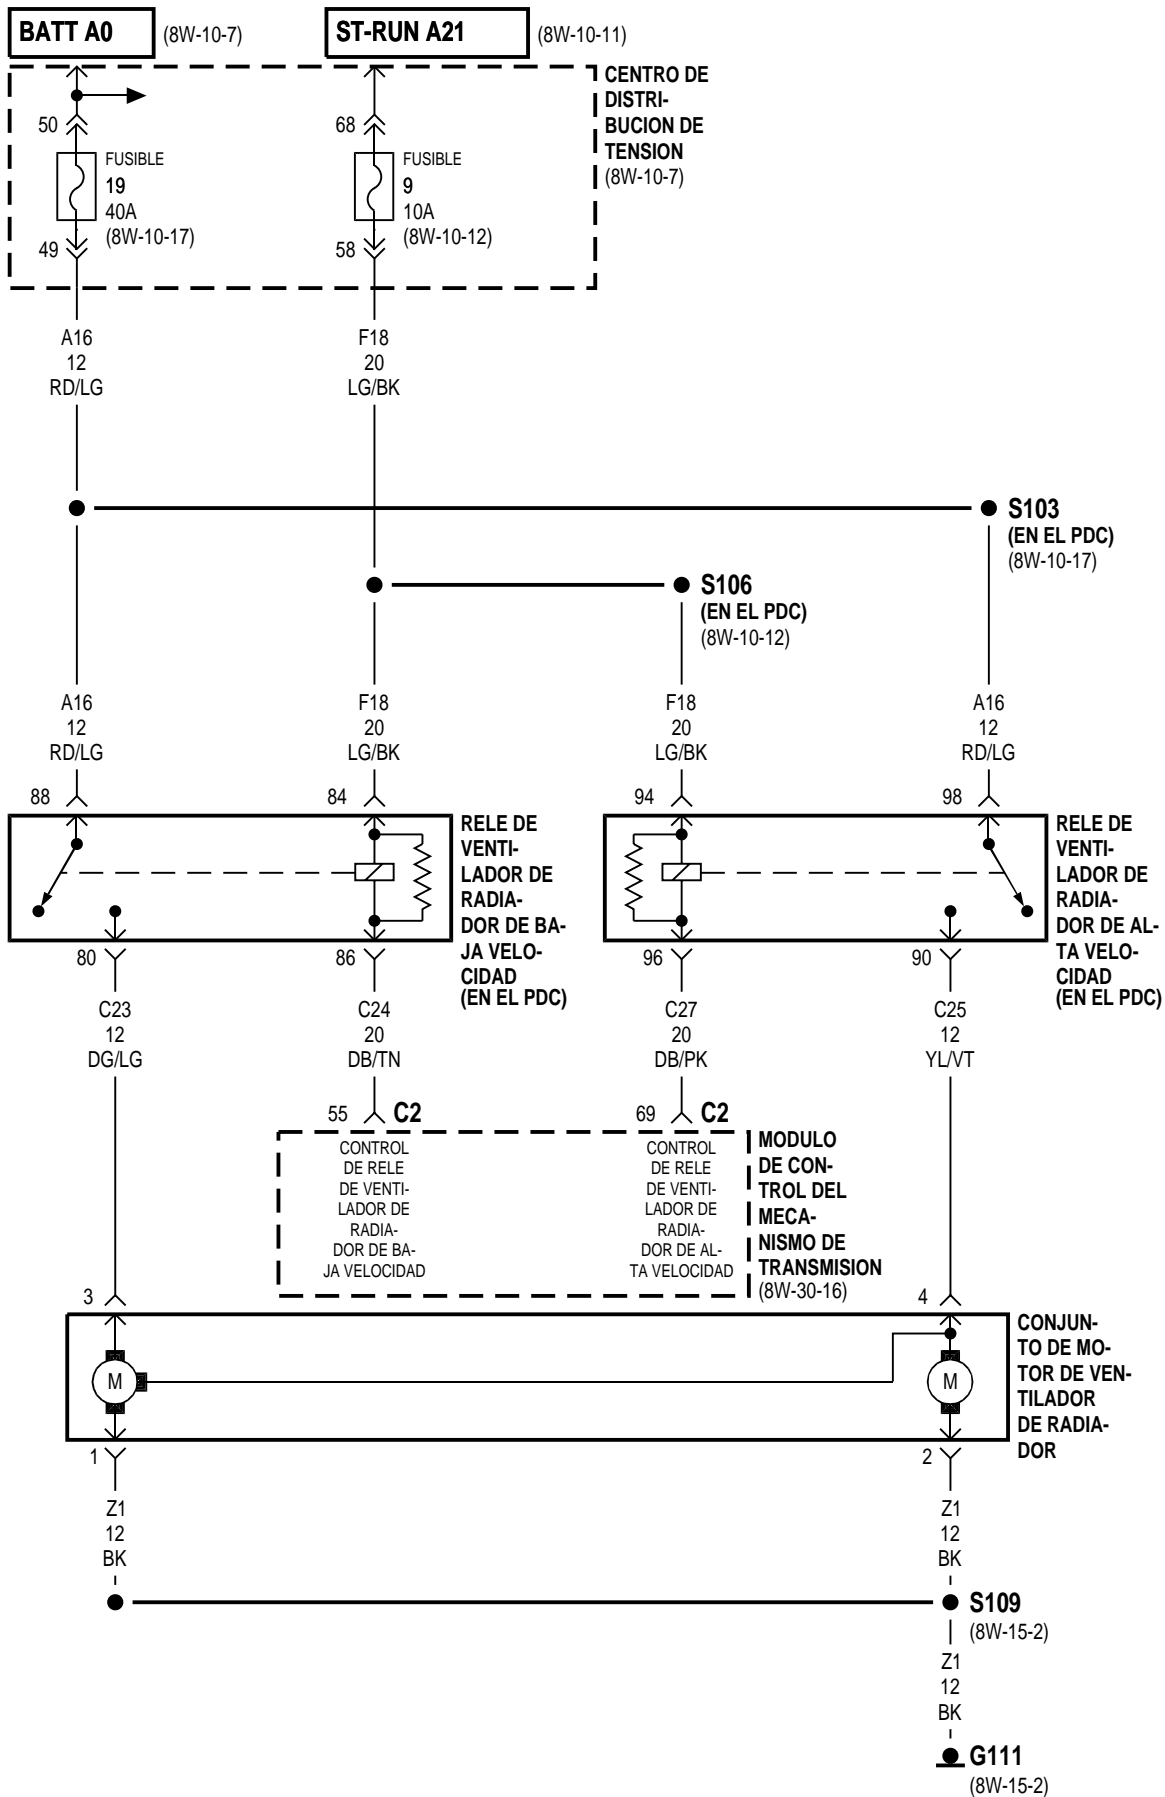 BATT A0
(8W-10-7)
ST-RUN A21
(8W-10-11)
CENTRO DE
DISTRI-
BUCION DE
TENSION
(8W-10-7)
50
FUSIBLE
19
40A
(8W-10-17)
49
68
FUSIBLE
9
10A
(8W-10-12)
58
A16
12
RD/LG
F18
20
LG/BK
S103
(EN EL PDC)
(8W-10-17)
S106
(EN EL PDC)
(8W-10-12)
A16
12
RD/LG
F18
20
LG/BK
F18
20
LG/BK
A16
12
RD/LG
88
84
94
98
RELE DE
VENTI-
LADOR DE
RADIA-
DOR DE BA-
JA VELO-
CIDAD
(EN EL PDC)
RELE DE
VENTI-
LADOR DE
RADIA-
DOR DE AL-
TA VELO-
CIDAD
(EN EL PDC)
80
86
96
90
C23
12
DG/LG
C24
20
DB/TN
C27
20
DB/PK
C25
12
YL/VT
55
C2
69
C2
CONTROL
DE RELE
DE VENTI-
LADOR DE
RADIA-
DOR DE BA-
JA VELOCIDAD
CONTROL
DE RELE
DE VENTI-
LADOR DE
RADIA-
DOR DE AL-
TA VELOCIDAD
MODULO
DE CON-
TROL DEL
MECA-
NISMO DE
TRANSMISION
(8W-30-16)
3
4
M
M
CONJUN-
TO DE MO-
TOR DE VEN-
TILADOR
DE RADIA-
DOR
1
2
Z1
12
BK
Z1
12
BK
S109
(8W-15-2)
Z1
12
BK
G111
(8W-15-2)